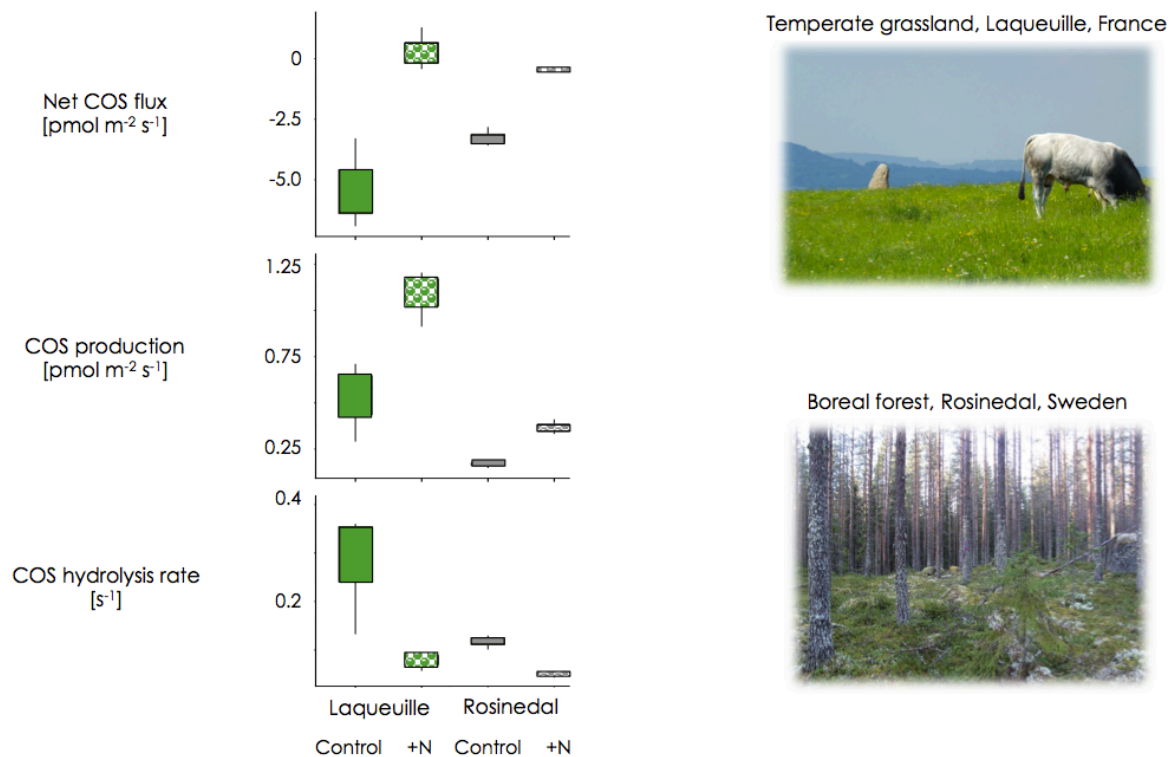 Net COS flux
[pmol m⁻² s⁻¹]
0
-2.5
-5.0
COS production
[pmol m⁻² s⁻¹]
1.25
0.75
0.25
COS hydrolysis rate
[s⁻¹]
0.4
0.2
Laqueuille Rosinedal
Control +N Control +N
Temperate grassland, Laqueuille, France
Boreal forest, Rosinedal, Sweden